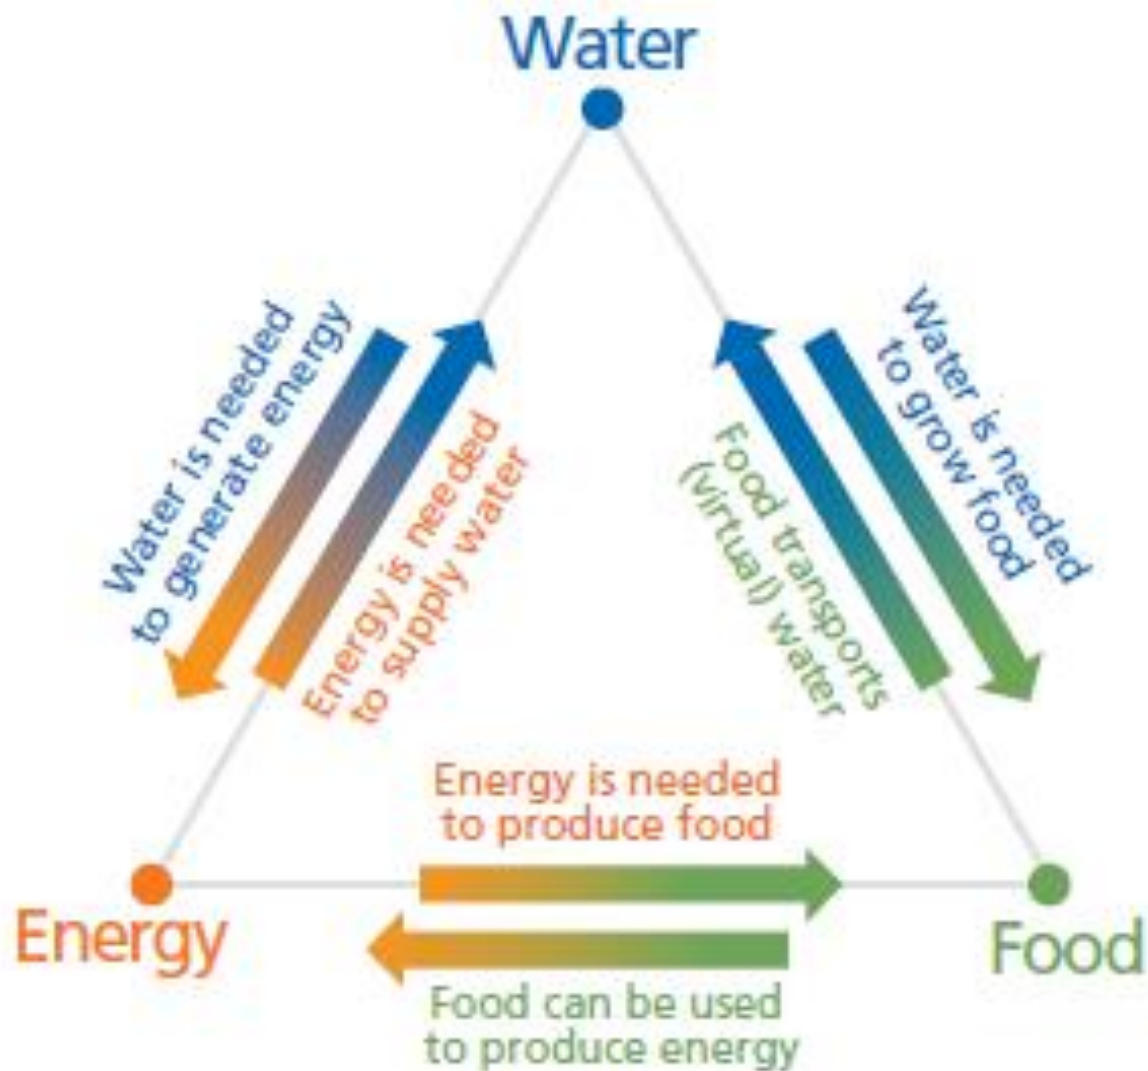 Water
Water is needed
to generate energy
Energy is needed
to supply water
Food transports
(virtual) water
Water is needed
to grow food
Energy is needed
to produce food
Energy
Food
Food can be used
to produce energy